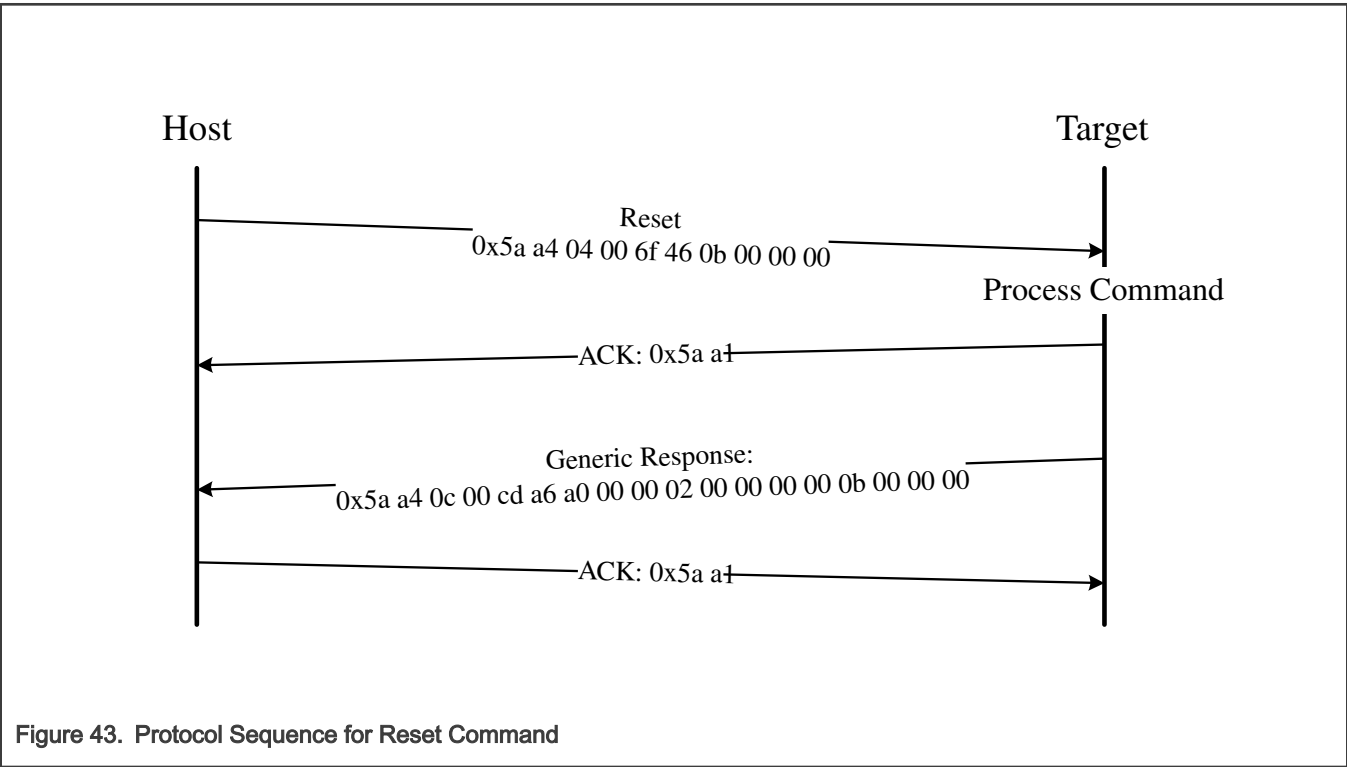 Host
Target
Reset
0x5a a4 04 00 6f 46 0b 00 00 00
Process Command
ACK: 0x5a a1
Generic Response:
0x5a a4 0c 00 cd a6 a0 00 00 02 00 00 00 00 0b 00 00 00
ACK: 0x5a a1
Figure 43. Protocol Sequence for Reset Command